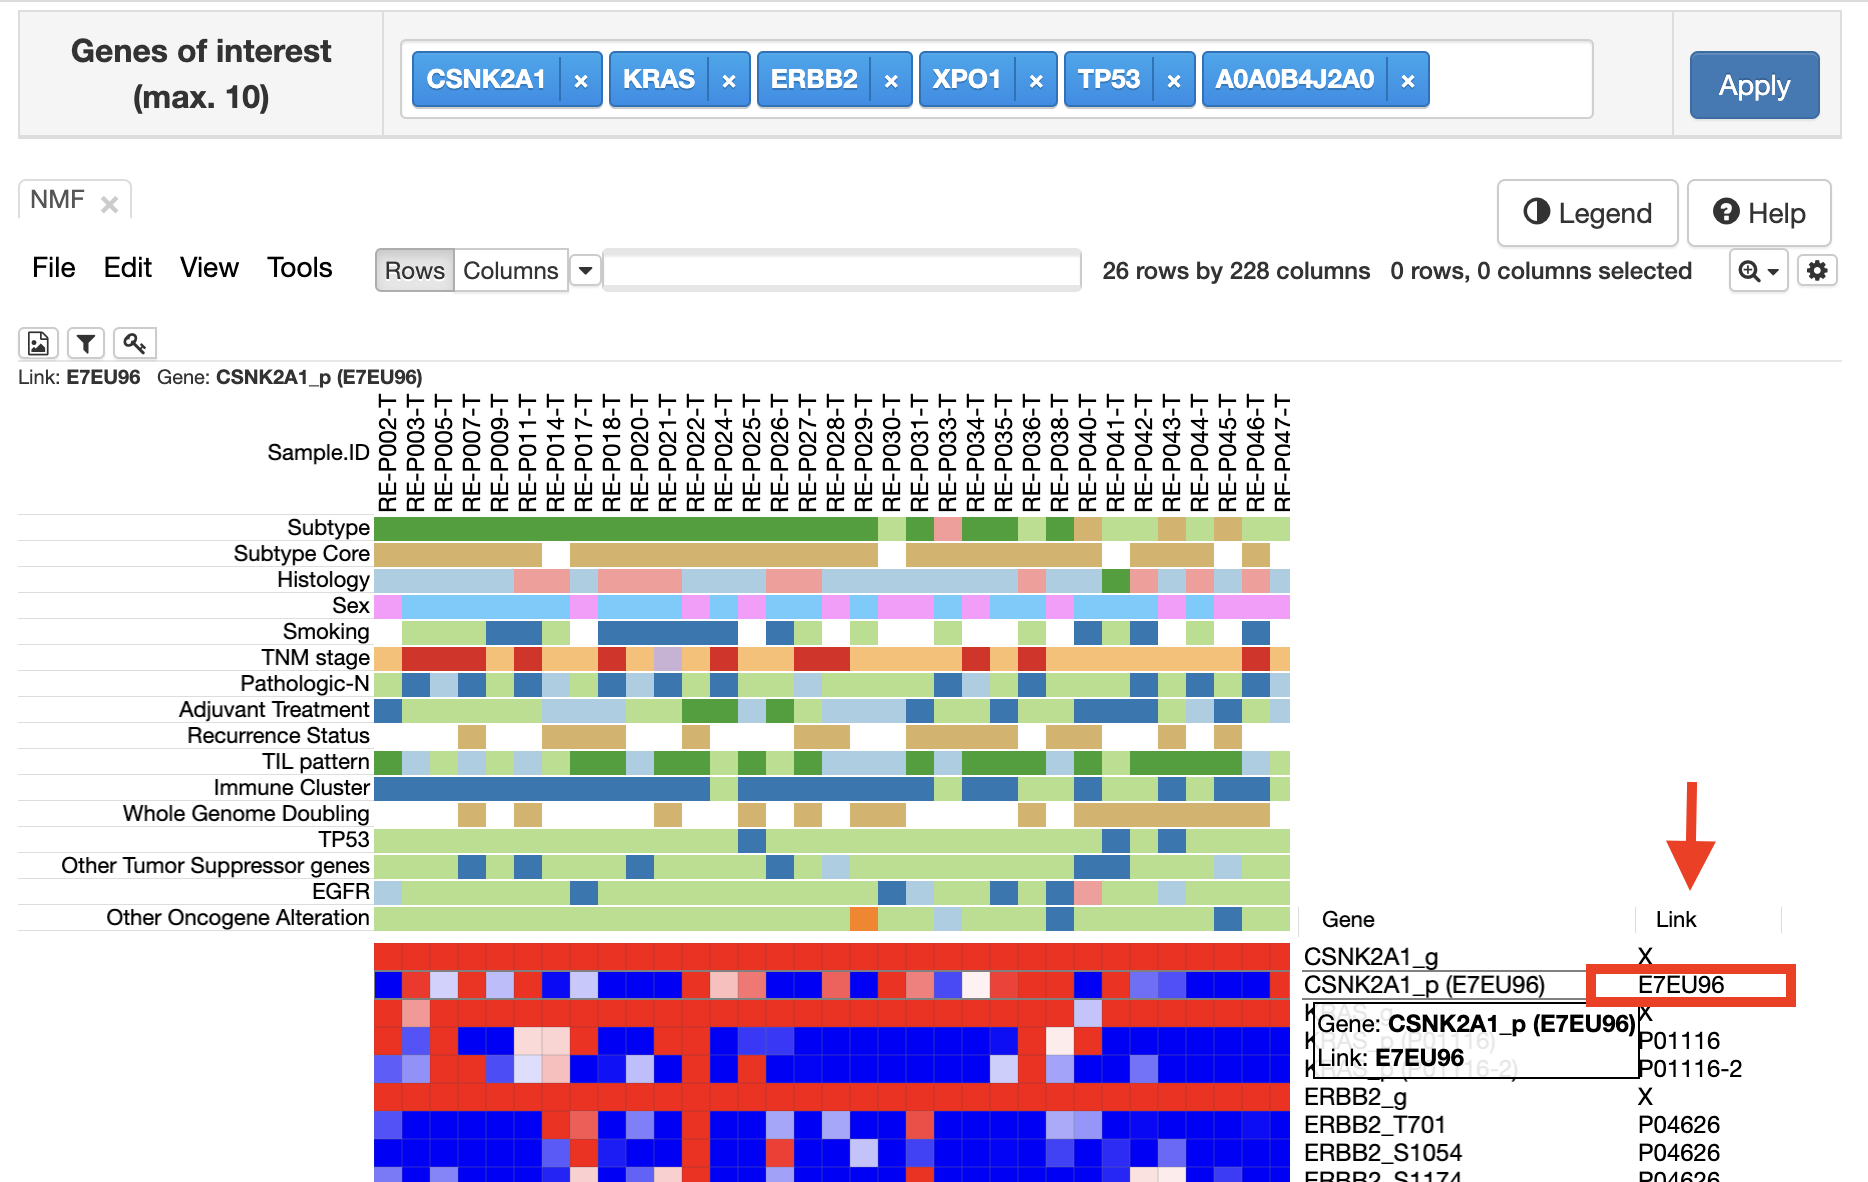 Genes of interest
(max. 10)
CSNK2A1 × KRAS × ERBB2 × XPO1 × TP53 × A0A0B4J2A0 ×
Apply
NMF ×
Legend Help
File Edit View Tools
Rows Columns
26 rows by 228 columns 0 rows, 0 columns selected
Link: E7EU96 Gene: CSNK2A1_p (E7EU96)
Sample.ID
RE-P002-T
RE-P003-T
RE-P005-T
RE-P007-T
RE-P009-T
RE-P011-T
RE-P014-T
RE-P017-T
RE-P018-T
RE-P020-T
RE-P021-T
RE-P022-T
RE-P024-T
RE-P025-T
RE-P026-T
RE-P027-T
RE-P028-T
RE-P029-T
RE-P030-T
RE-P031-T
RE-P033-T
RE-P034-T
RE-P035-T
RE-P036-T
RE-P038-T
RE-P040-T
RE-P041-T
RE-P042-T
RE-P043-T
RE-P044-T
RE-P045-T
RE-P046-T
RE-P047-T
Subtype
Subtype Core
Histology
Sex
Smoking
TNM stage
Pathologic-N
Adjuvant Treatment
Recurrence Status
TIL pattern
Immune Cluster
Whole Genome Doubling
TP53
Other Tumor Suppressor genes
EGFR
Other Oncogene Alteration
Gene Link
CSNK2A1_g X
CSNK2A1_p (E7EU96) E7EU96
KRAS_g X
Gene: CSNK2A1_p (E7EU96)
KRAS_p (P01116) P01116
Link: E7EU96
KRAS_p (P01116-2) P01116-2
ERBB2_g X
ERBB2_T701 P04626
ERBB2_S1054 P04626
ERBB2_S1174 P04626